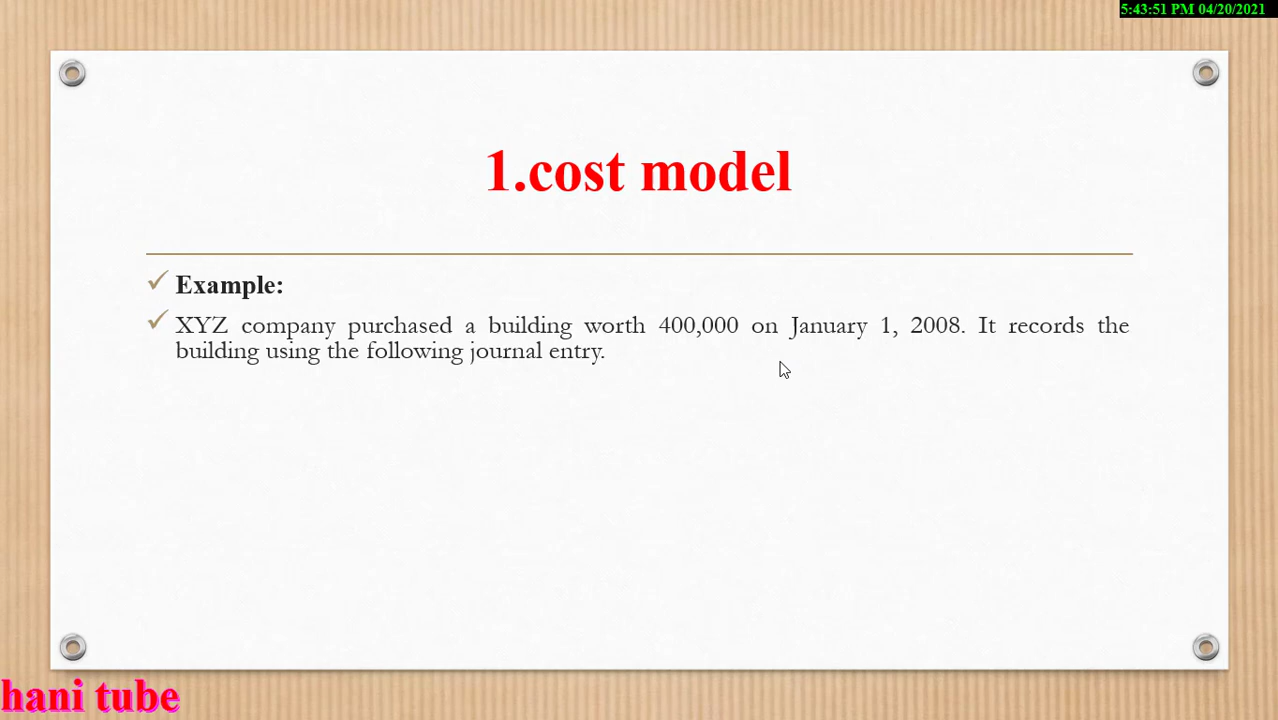 5:43:51 PM 04/20/2021
1.cost model
Example:
XYZ company purchased a building worth 400,000 on January 1, 2008. It records the
building using the following journal entry.
hani tube